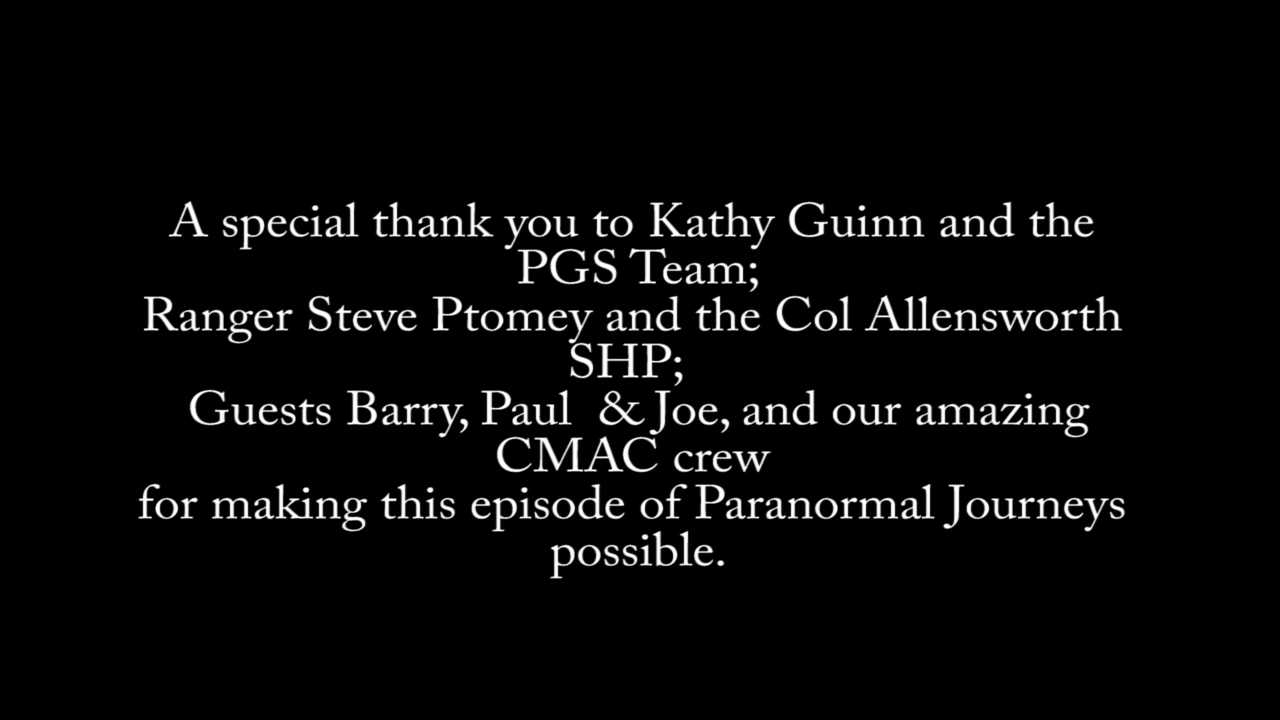 A special thank you to Kathy Guinn and the
PGS Team;
Ranger Steve Ptomey and the Col Allensworth
SHP;
Guests Barry, Paul  & Joe, and our amazing
CMAC crew
for making this episode of Paranormal Journeys
possible.